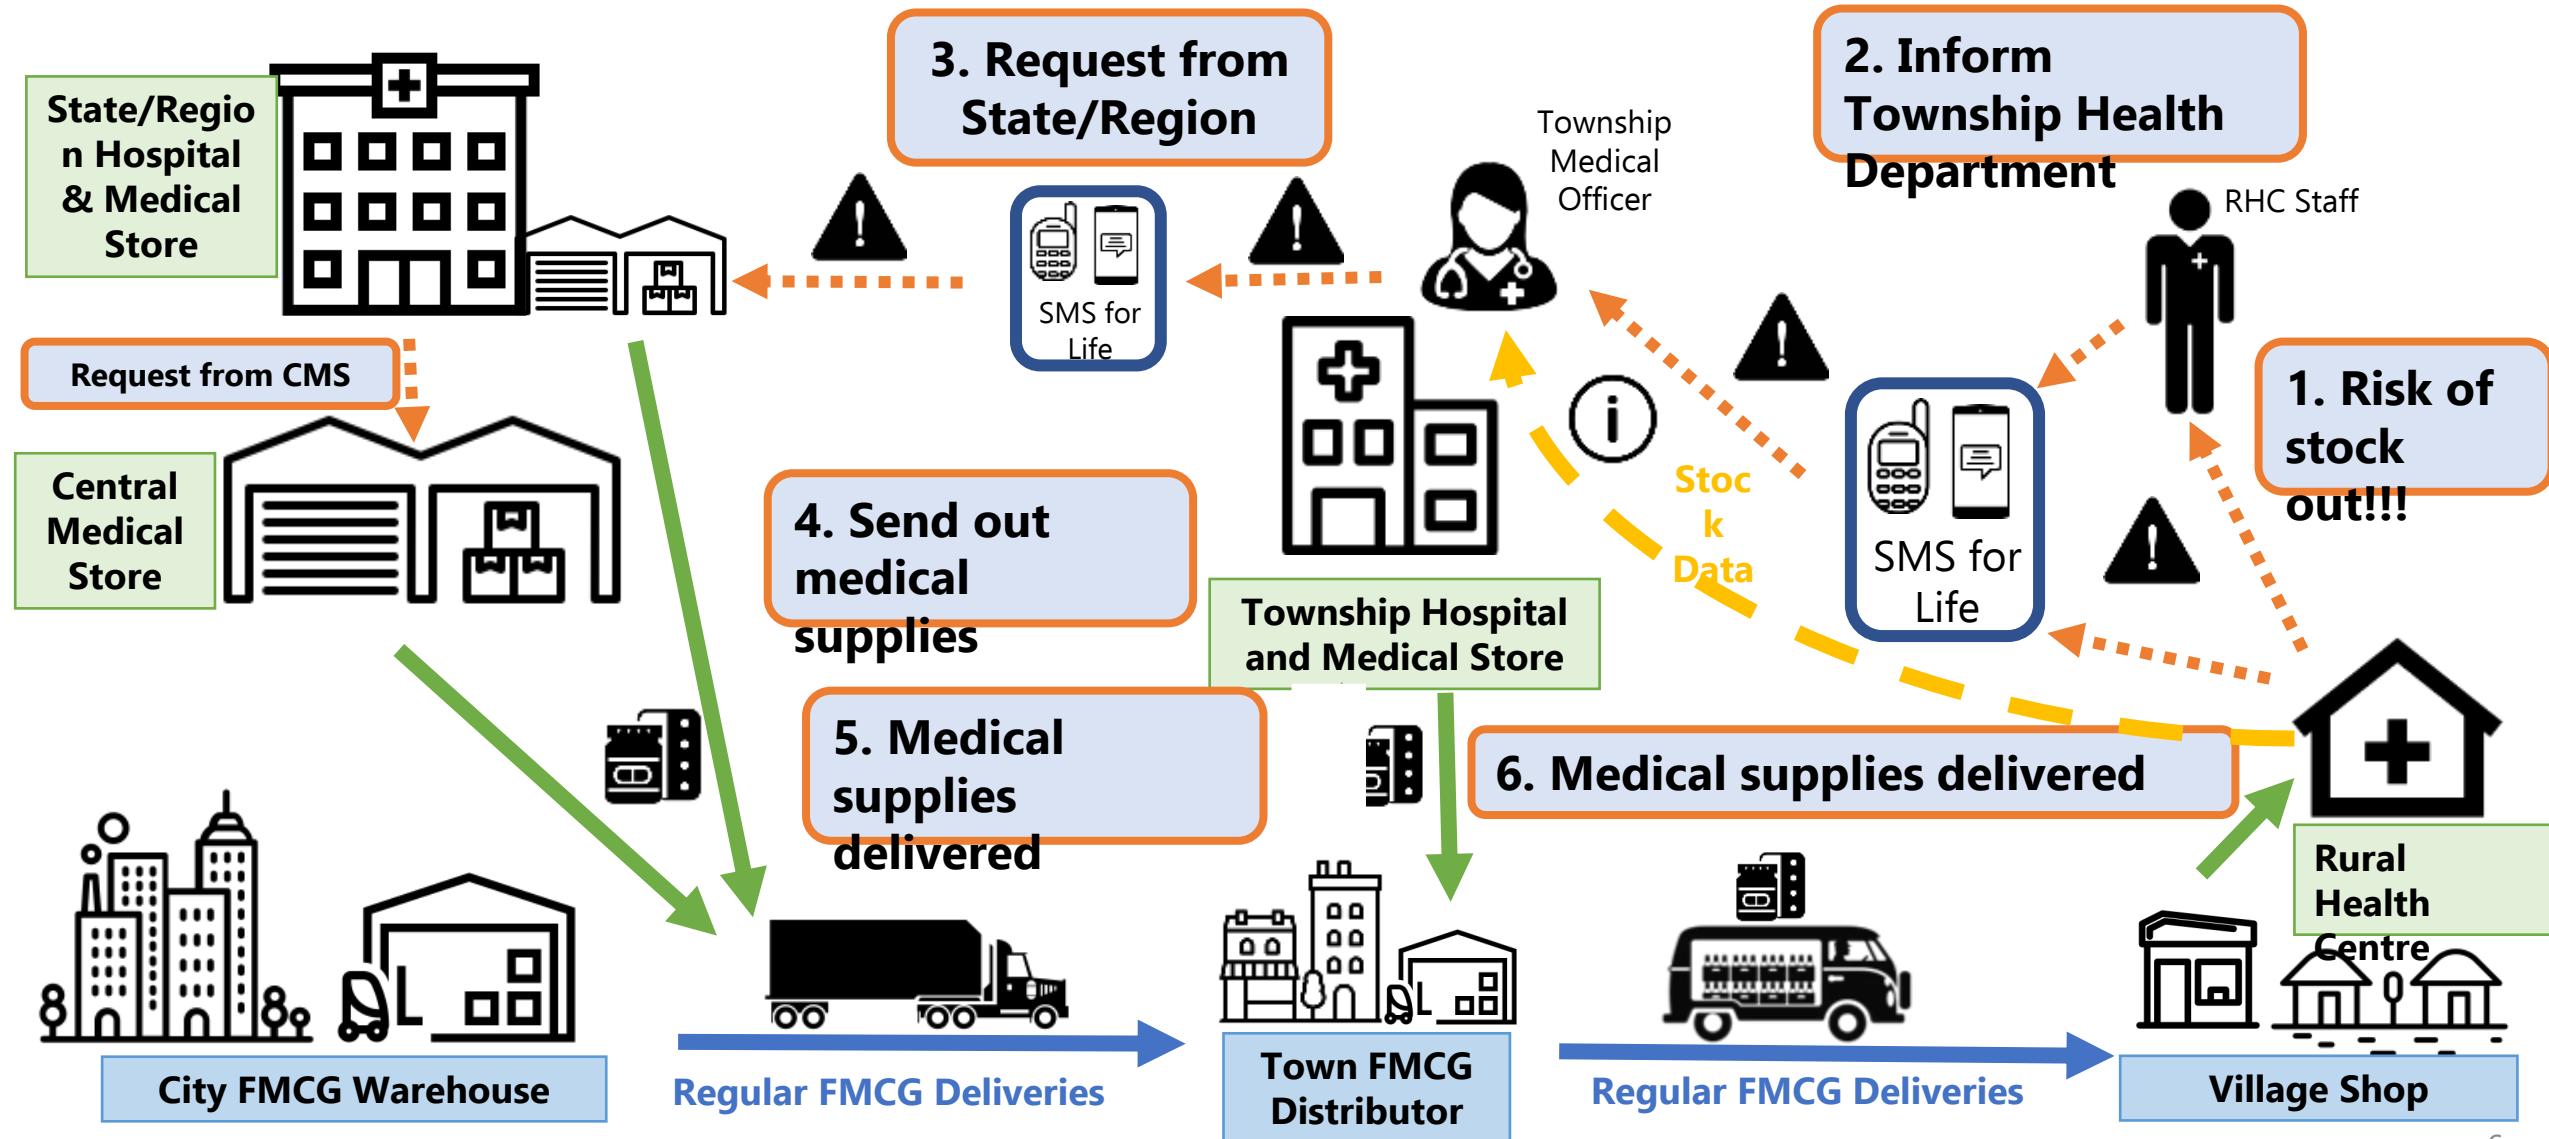 State/Regio
n Hospital
& Medical
Store
3. Request from
State/Region
2. Inform
Township Health
Department
Township
Medical
Officer
RHC Staff
SMS for
Life
Request from CMS
1. Risk of
stock
out!!!
Central
Medical
Store
4. Send out
medical
supplies
i
Stoc
k
Data
SMS for
Life
Township Hospital
and Medical Store
5. Medical
supplies
delivered
6. Medical supplies delivered
Rural
Health
Centre
City FMCG Warehouse
Regular FMCG Deliveries
Town FMCG
Distributor
Regular FMCG Deliveries
Village Shop